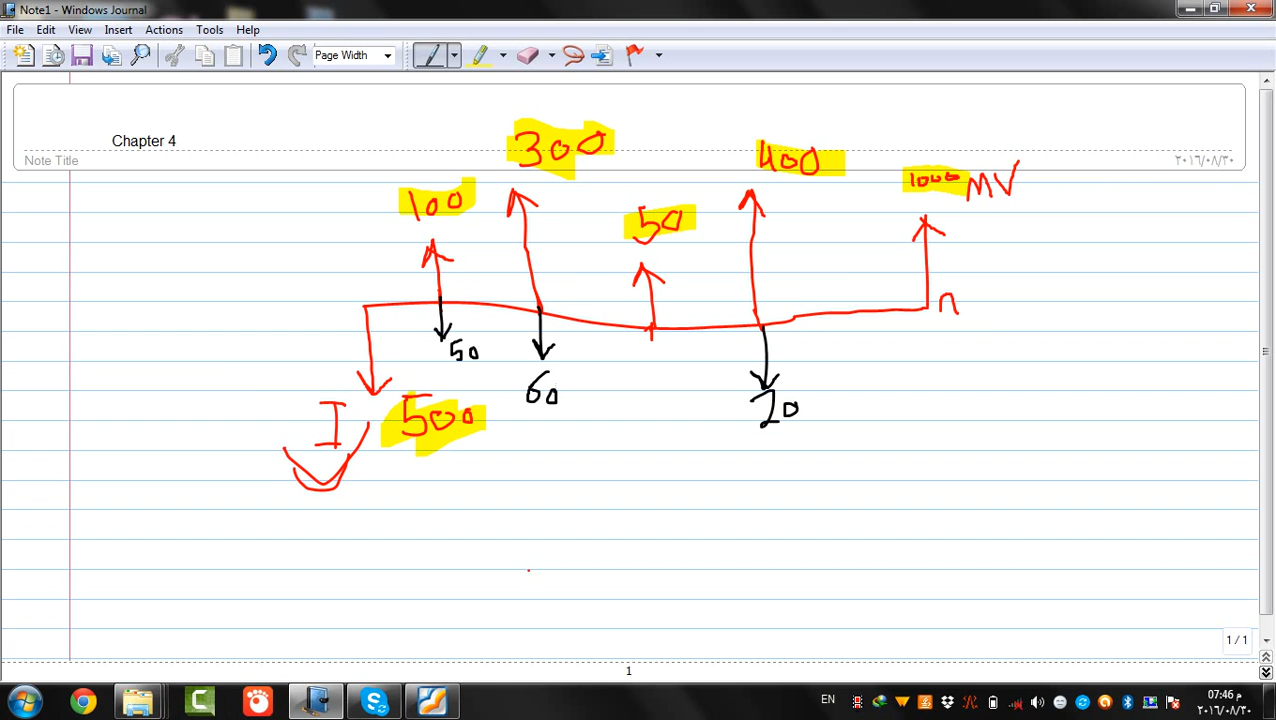 Note1 - Windows Journal
File Edit View Insert Actions Tools Help
Page Width
Chapter 4
Note Title
٢٠١٦/٠٨/٣٠
300
400
1000 MV
100
50
n
50
60
20
I 500
1 / 1
1
EN
م 07:46
٢٠١٦/٠٨/٣٠